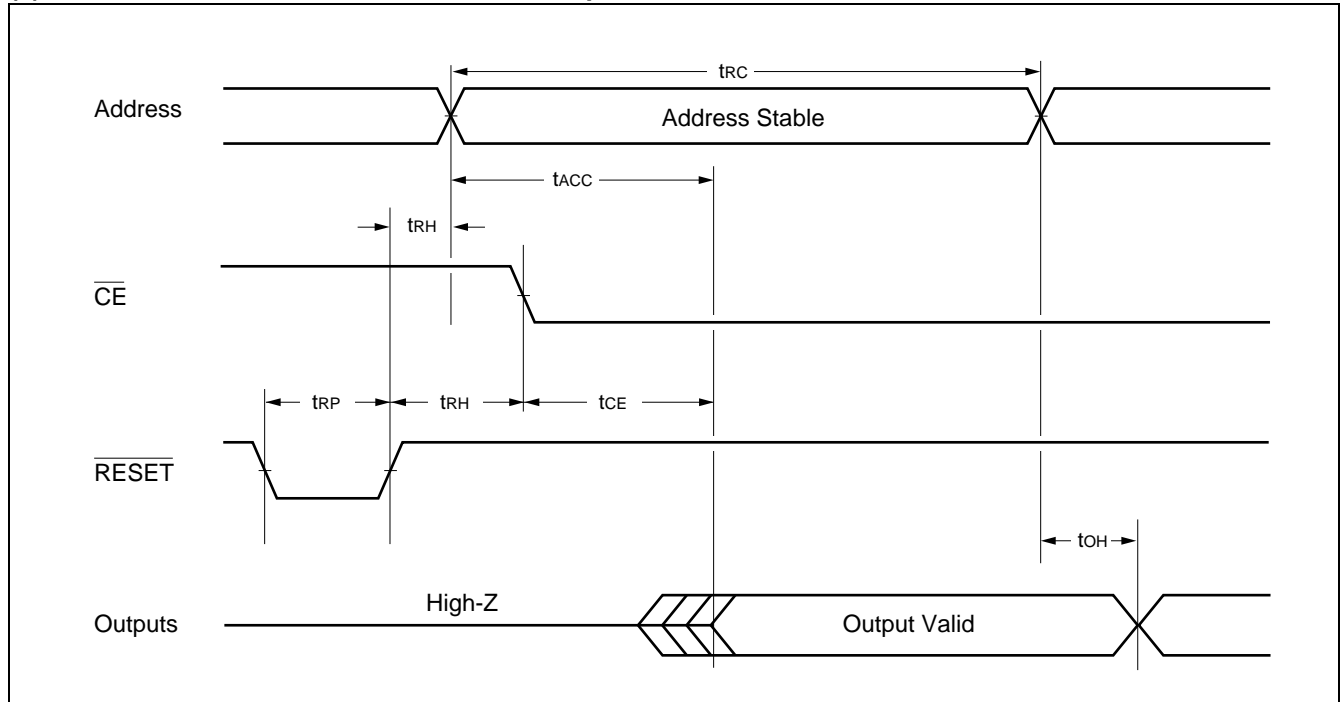 tRC
Address
Address Stable
tACC
tRH
CE
tRP
tRH
tCE
RESET
tOH
High-Z
Outputs
Output Valid